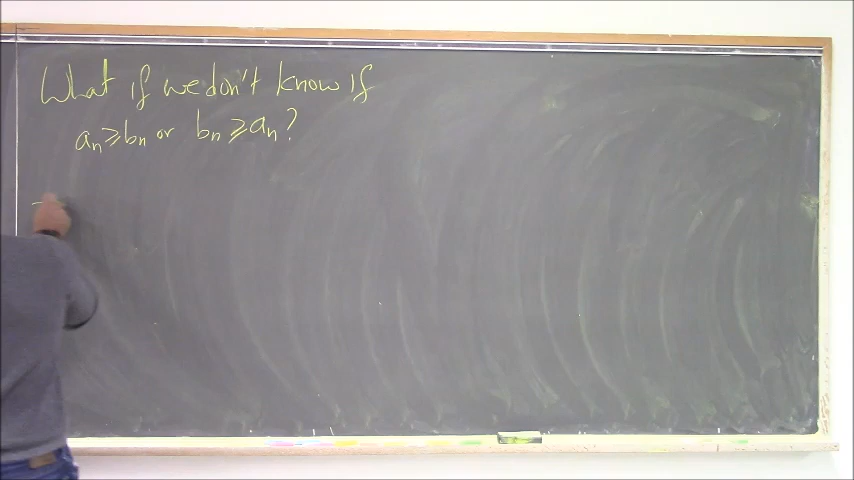 What if we don't know if
aₙ ⩾ bₙ or bₙ ⩾ aₙ ?